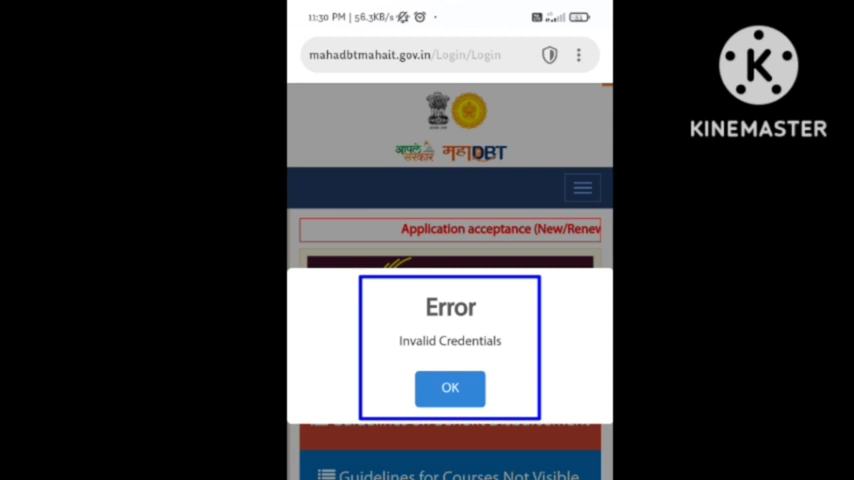 11:30 PM | 56.3KB/s
mahadbtmahait.gov.in/Login/Login
KINEMASTER
आपले
सरकार
महाDBT
Application acceptance (New/Renew
Error
Invalid Credentials
OK
Guidelines for Courses Not Visible